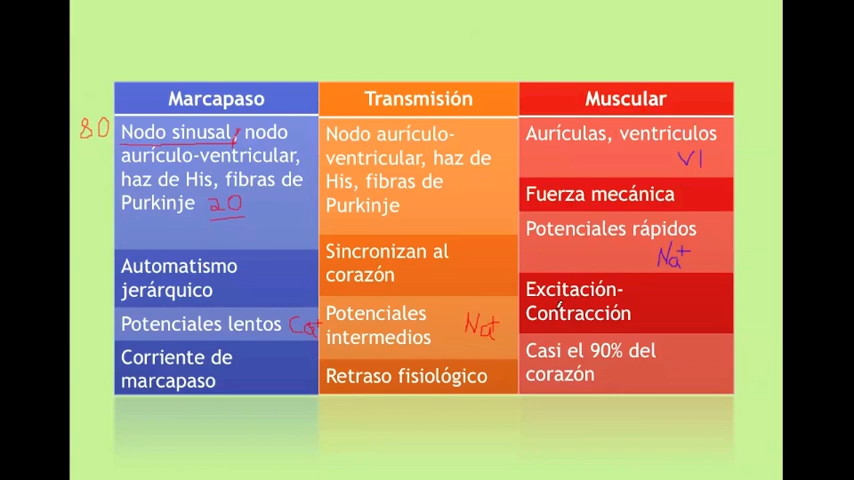 Marcapaso
80 Nodo sinusal, nodo
aurículo-ventricular,
haz de His, fibras de
Purkinje 20
Automatismo
jerárquico
Potenciales lentos Ca+
Corriente de
marcapaso
Transmisión
Nodo aurículo-
ventricular, haz de
His, fibras de
Purkinje
Sincronizan al
corazón
Potenciales
intermedios Na+
Retraso fisiológico
Muscular
Aurículas, ventriculos
VI
Fuerza mecánica
Potenciales rápidos
Na+
Excitación-
Contracción
Casi el 90% del
corazón